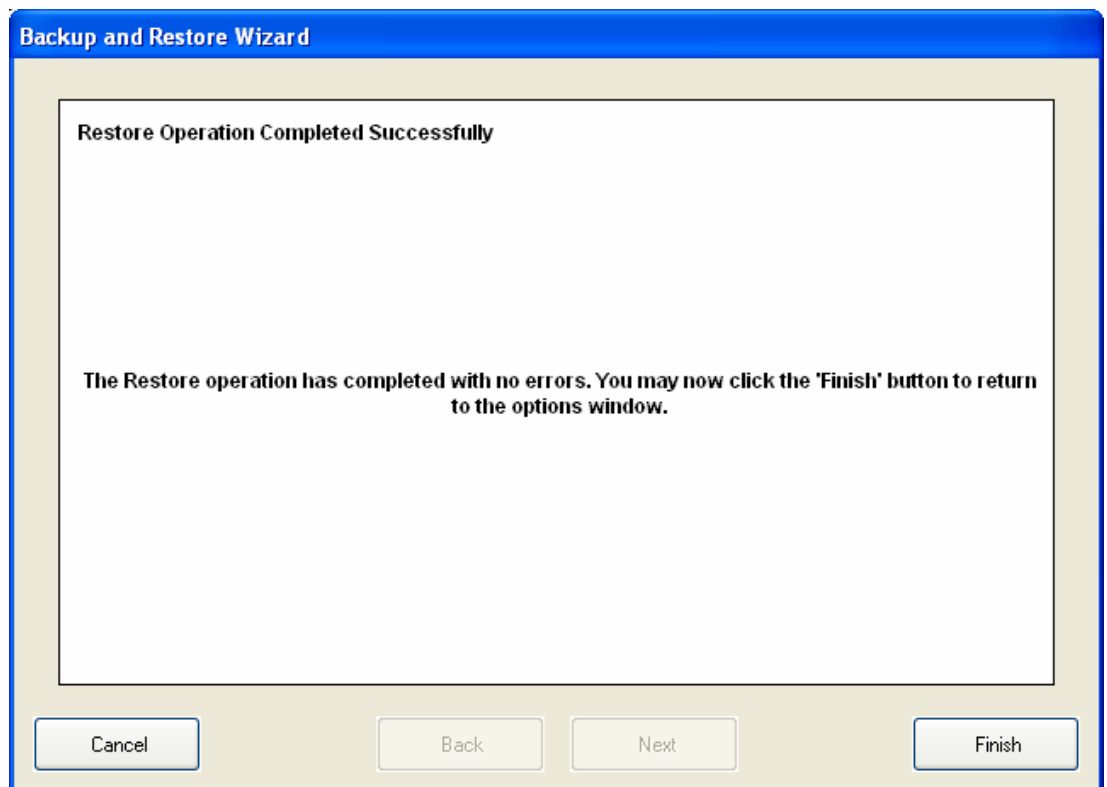 Backup and Restore Wizard
Restore Operation Completed Successfully
The Restore operation has completed with no errors. You may now click the 'Finish' button to return
to the options window.
Cancel
Back
Next
Finish